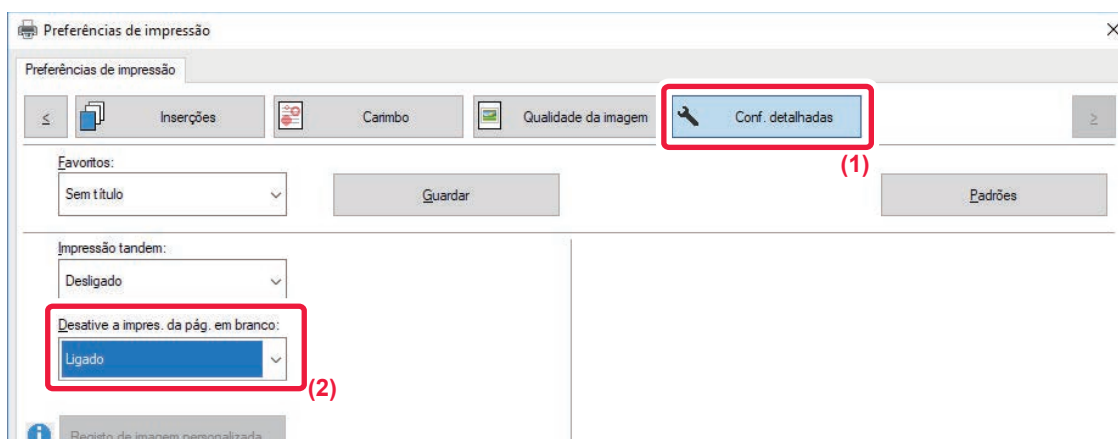 Preferências de impressão
Preferências de impressão
< Inserções Carimbo Qualidade da imagem Conf. detalhadas >
(1)
Favoritos:
Sem título Guardar Padrões
Impressão tandem:
Desligado
Desative a impres. da pág. em branco:
Ligado
(2)
Registo de imagem personalizada